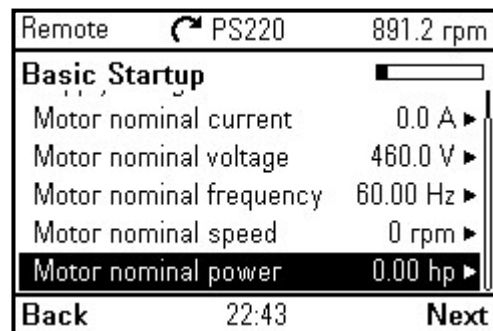 Remote PS220 891.2 rpm
Basic Startup
Motor nominal current 0.0 A
Motor nominal voltage 460.0 V
Motor nominal frequency 60.00 Hz
Motor nominal speed 0 rpm
Motor nominal power 0.00 hp
Back 22:43 Next